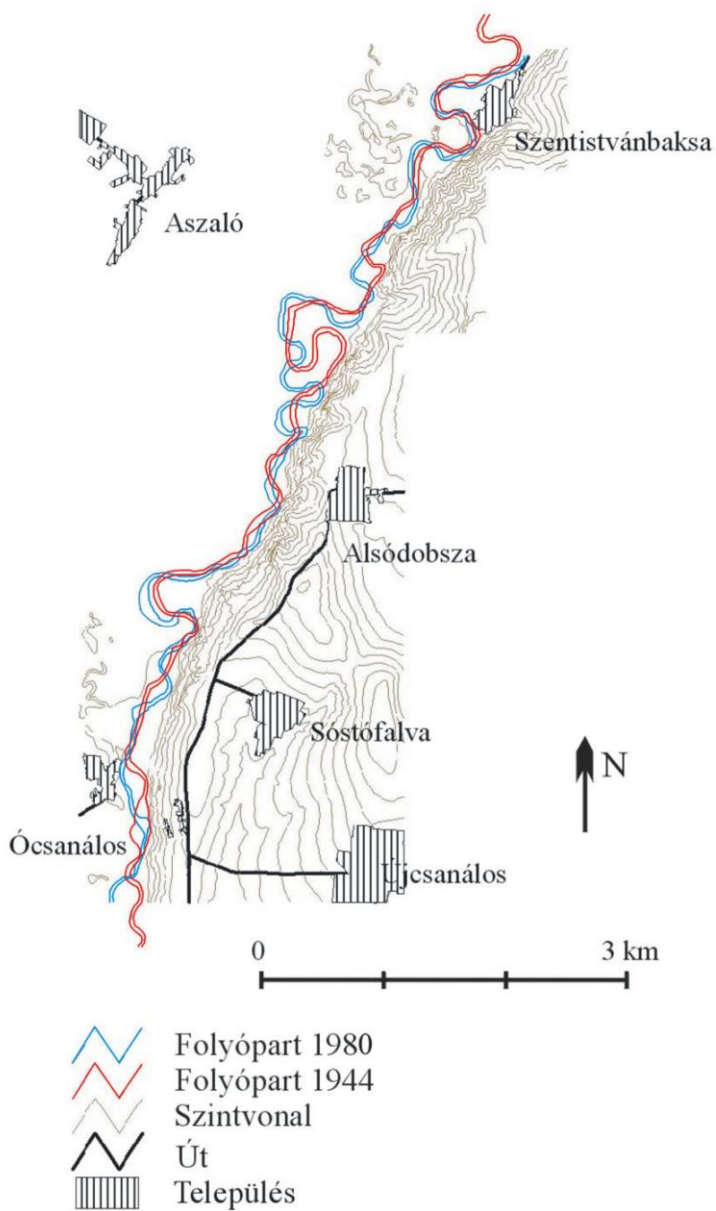 Szentistvánbaksa
Aszaló
Alsódobsza
Sóstófalva
N
Ócsanálos
Újcsanálos
0 3 km
Folyópart 1980
Folyópart 1944
Szintvonal
Út
Település